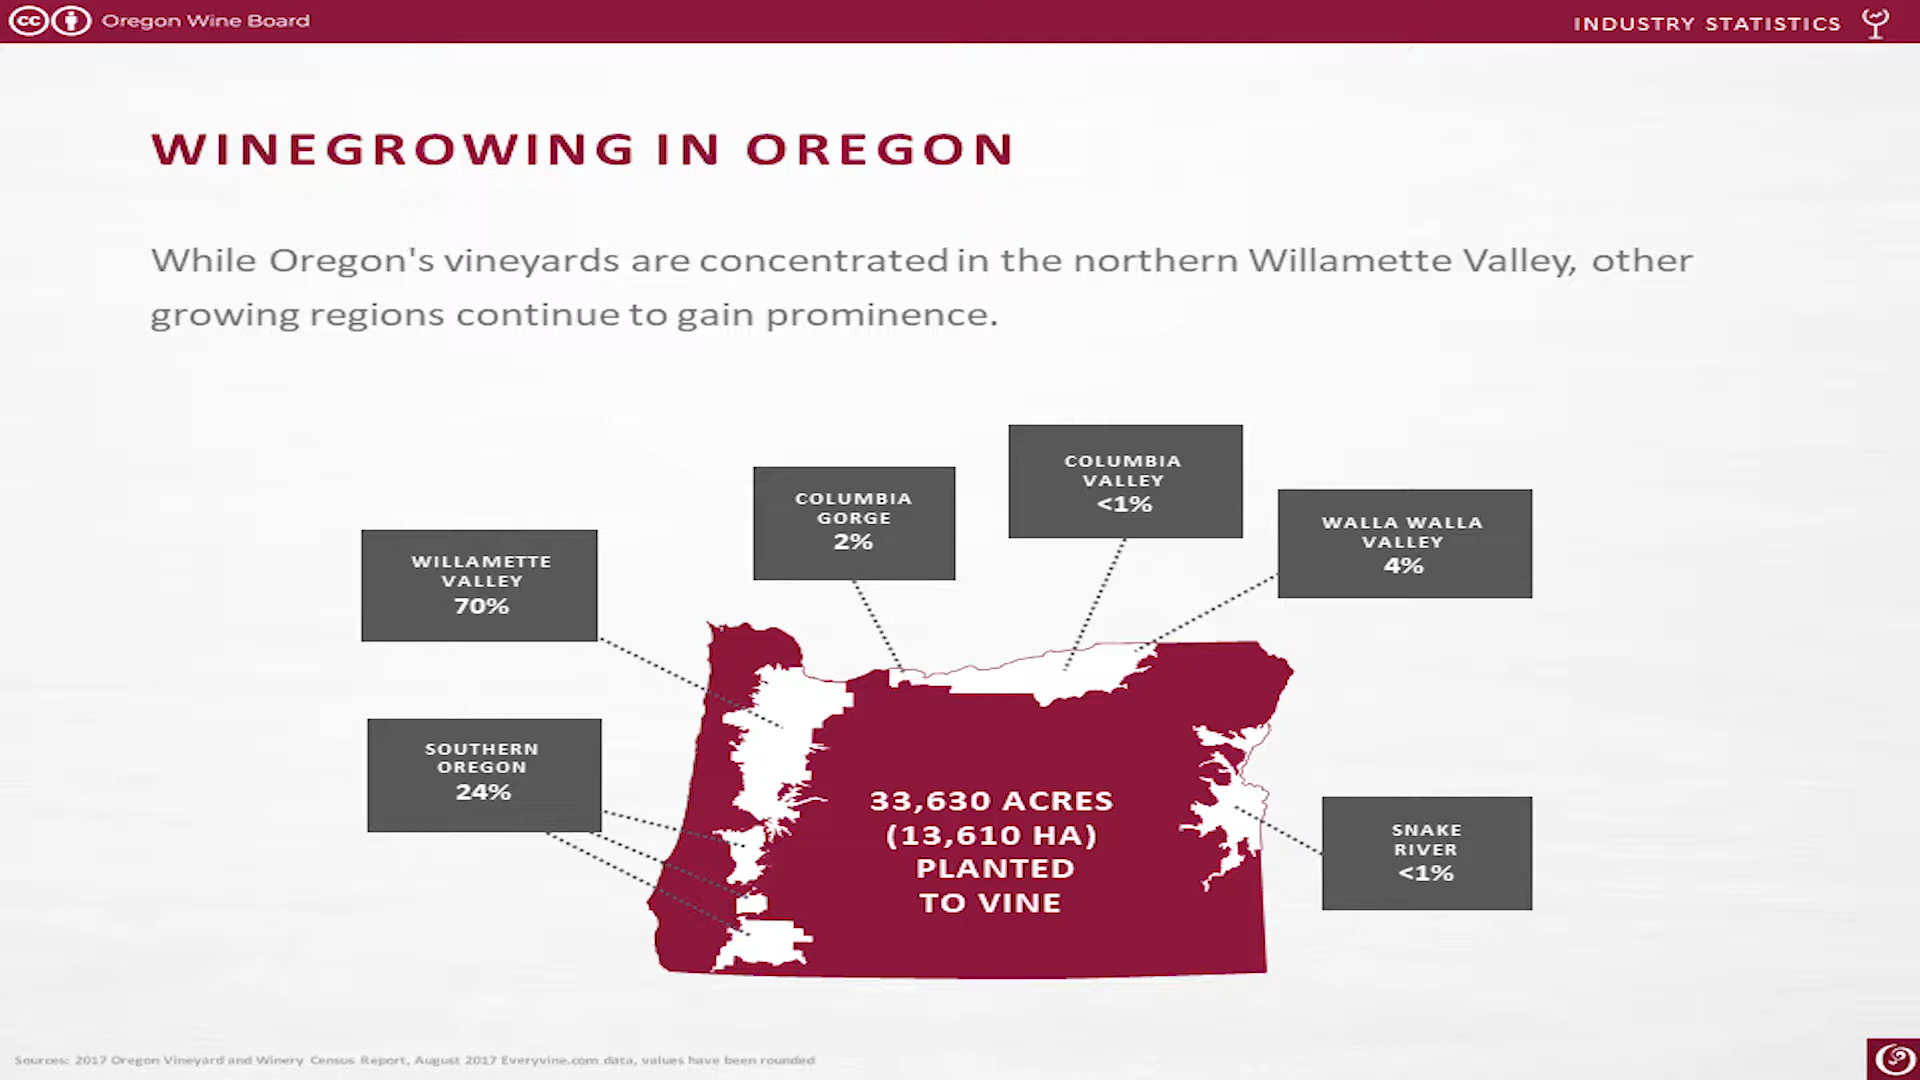 cc Oregon Wine Board
INDUSTRY STATISTICS
WINEGROWING IN OREGON
While Oregon's vineyards are concentrated in the northern Willamette Valley, other
growing regions continue to gain prominence.
COLUMBIA
VALLEY
<1%
COLUMBIA
GORGE
2%
WALLA WALLA
VALLEY
4%
WILLAMETTE
VALLEY
70%
SOUTHERN
OREGON
24%
33,630 ACRES
(13,610 HA)
PLANTED
TO VINE
SNAKE
RIVER
<1%
Sources: 2017 Oregon Vineyard and Winery Census Report, August 2017 Everyvine.com data, values have been rounded